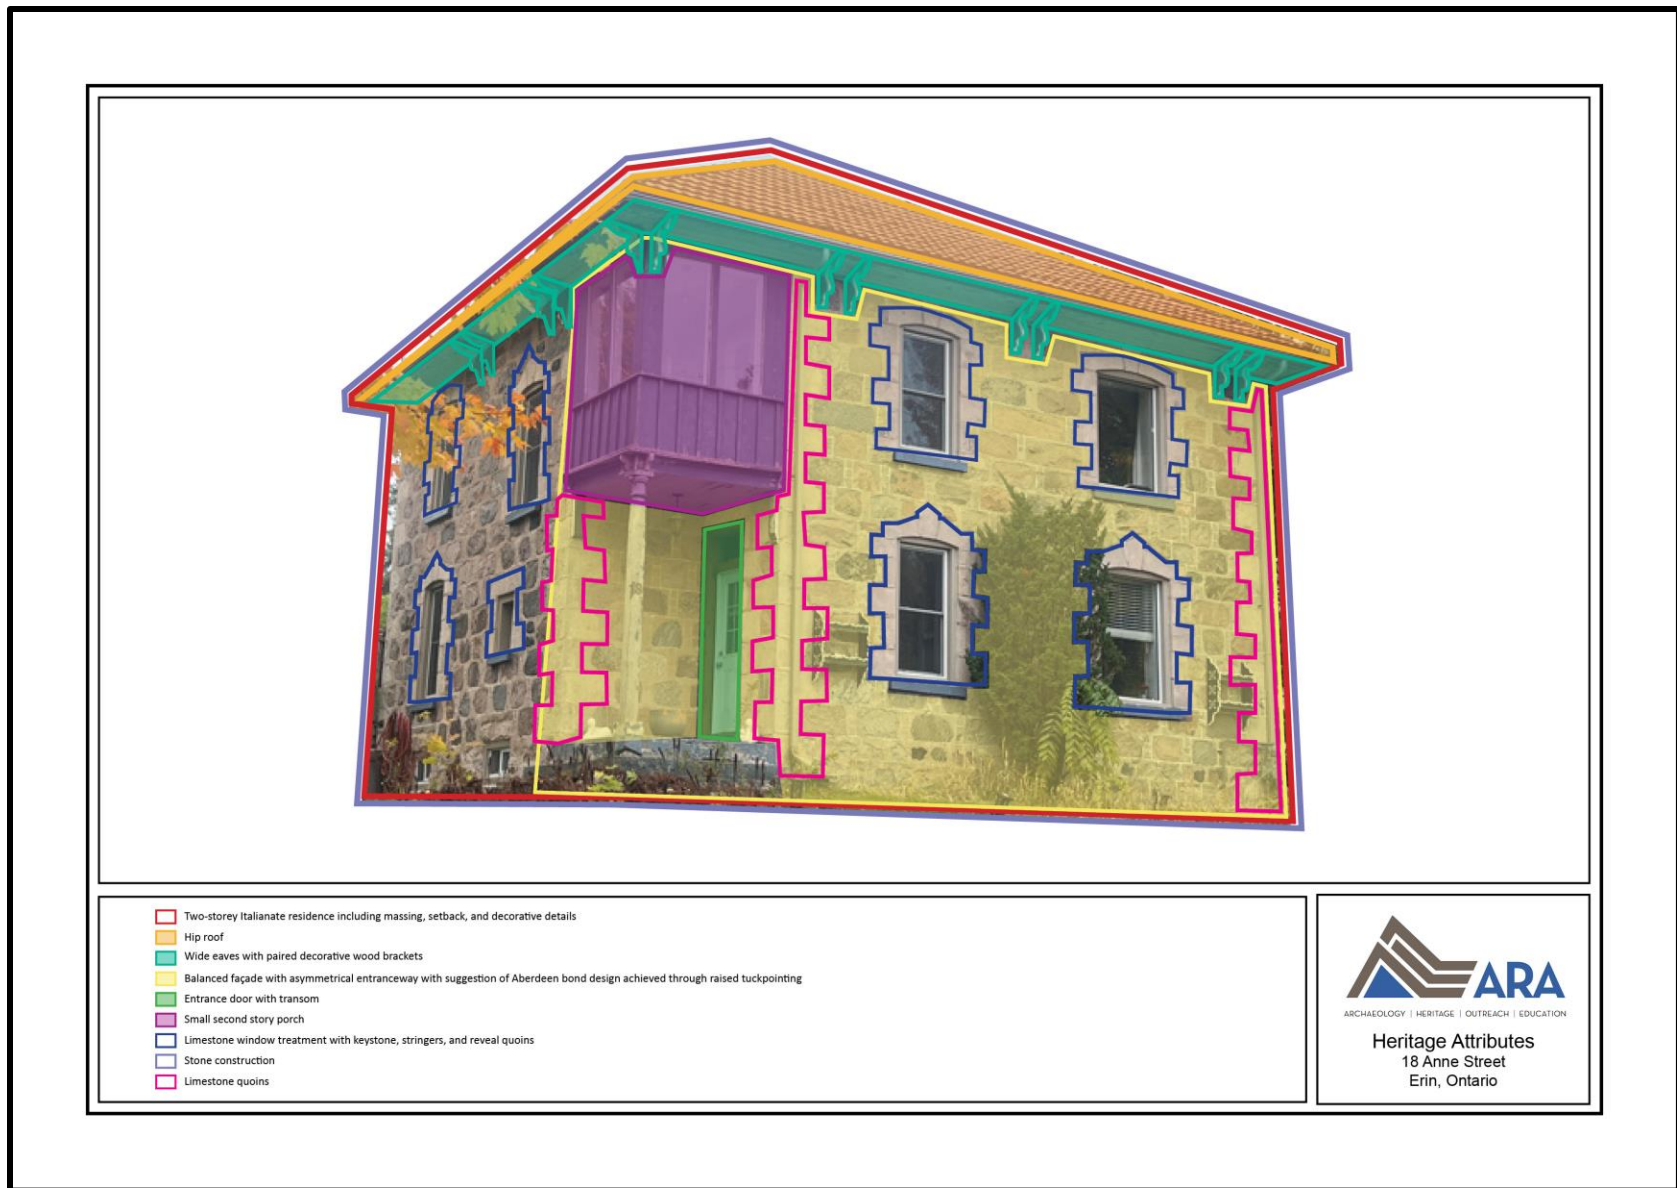 Two-storey Italianate residence including massing, setback, and decorative details
Hip roof
Wide eaves with paired decorative wood brackets
Balanced façade with asymmetrical entranceway with suggestion of Aberdeen bond design achieved through raised tuckpointing
Entrance door with transom
Small second story porch
Limestone window treatment with keystone, stringers, and reveal quoins
Stone construction
Limestone quoins
ARA
ARCHAEOLOGY | HERITAGE | OUTREACH | EDUCATION
Heritage Attributes
18 Anne Street
Erin, Ontario